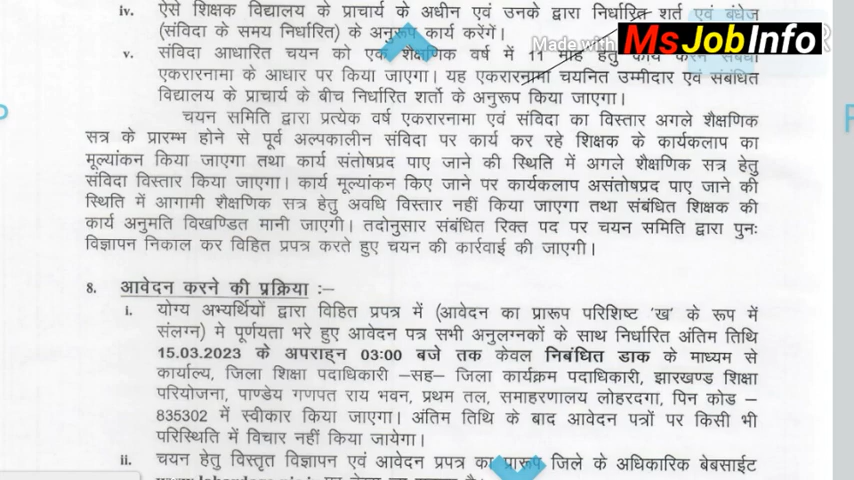 iv. ऐसे शिक्षक विद्यालय के प्राचार्य के अधीन एवं उनके द्वारा निर्धारित शर्त एवं बंधेज
(संविदा के समय निर्धारित) के अनुरूप कार्य करेंगें।
Made with
MsJobInfo
v. संविदा आधारित चयन को एक शैक्षणिक वर्ष में 11 माह हेतु कार्य करने संबंधी
एकरारनामा के आधार पर किया जाएगा। यह एकरारनामा चयनित उम्मीदार एवं संबंधित
विद्यालय के प्राचार्य के बीच निर्धारित शर्तो के अनुरूप किया जाएगा।
चयन समिति द्वारा प्रत्येक वर्ष एकरारनामा एवं संविदा का विस्तार अगले शैक्षणिक
सत्र के प्रारम्भ होने से पूर्व अल्पकालीन संविदा पर कार्य कर रहे शिक्षक के कार्यकलाप का
मूल्यांकन किया जाएगा तथा कार्य संतोषप्रद पाए जाने की स्थिति में अगले शैक्षणिक सत्र हेतु
संविदा विस्तार किया जाएगा। कार्य मूल्यांकन किए जाने पर कार्यकलाप असंतोषप्रद पाए जाने की
स्थिति में आगामी शैक्षणिक सत्र हेतु अवधि विस्तार नहीं किया जाएगा तथा संबंधित शिक्षक की
कार्य अनुमति विखण्डित मानी जाएगी। तदोनुसार संबंधित रिक्त पद पर चयन समिति द्वारा पुनः
विज्ञापन निकाल कर विहित प्रपत्र करते हुए चयन की कार्रवाई की जाएगी।
8. आवेदन करने की प्रक्रिया :–
i. योग्य अभ्यर्थियों द्वारा विहित प्रपत्र में (आवेदन का प्रारूप परिशिष्ट 'ख' के रूप में
संलग्न) मे पूर्णयता भरे हुए आवेदन पत्र सभी अनुलग्नकों के साथ निर्धारित अंतिम तिथि
15.03.2023 के अपराह्न 03:00 बजे तक केवल निबंधित डाक के माध्यम से
कार्याल्य, जिला शिक्षा पदाधिकारी –सह– जिला कार्यक्रम पदाधिकारी, झारखण्ड शिक्षा
परियोजना, पाण्डेय गणपत राय भवन, प्रथम तल, समाहरणालय लोहरदगा, पिन कोड –
835302 में स्वीकार किया जाएगा। अंतिम तिथि के बाद आवेदन पत्रों पर किसी भी
परिस्थिति में विचार नहीं किया जायेगा।
ii. चयन हेतु विस्तृत विज्ञापन एवं आवेदन प्रपत्र का प्रारूप जिले के अधिकारिक बेबसाईट